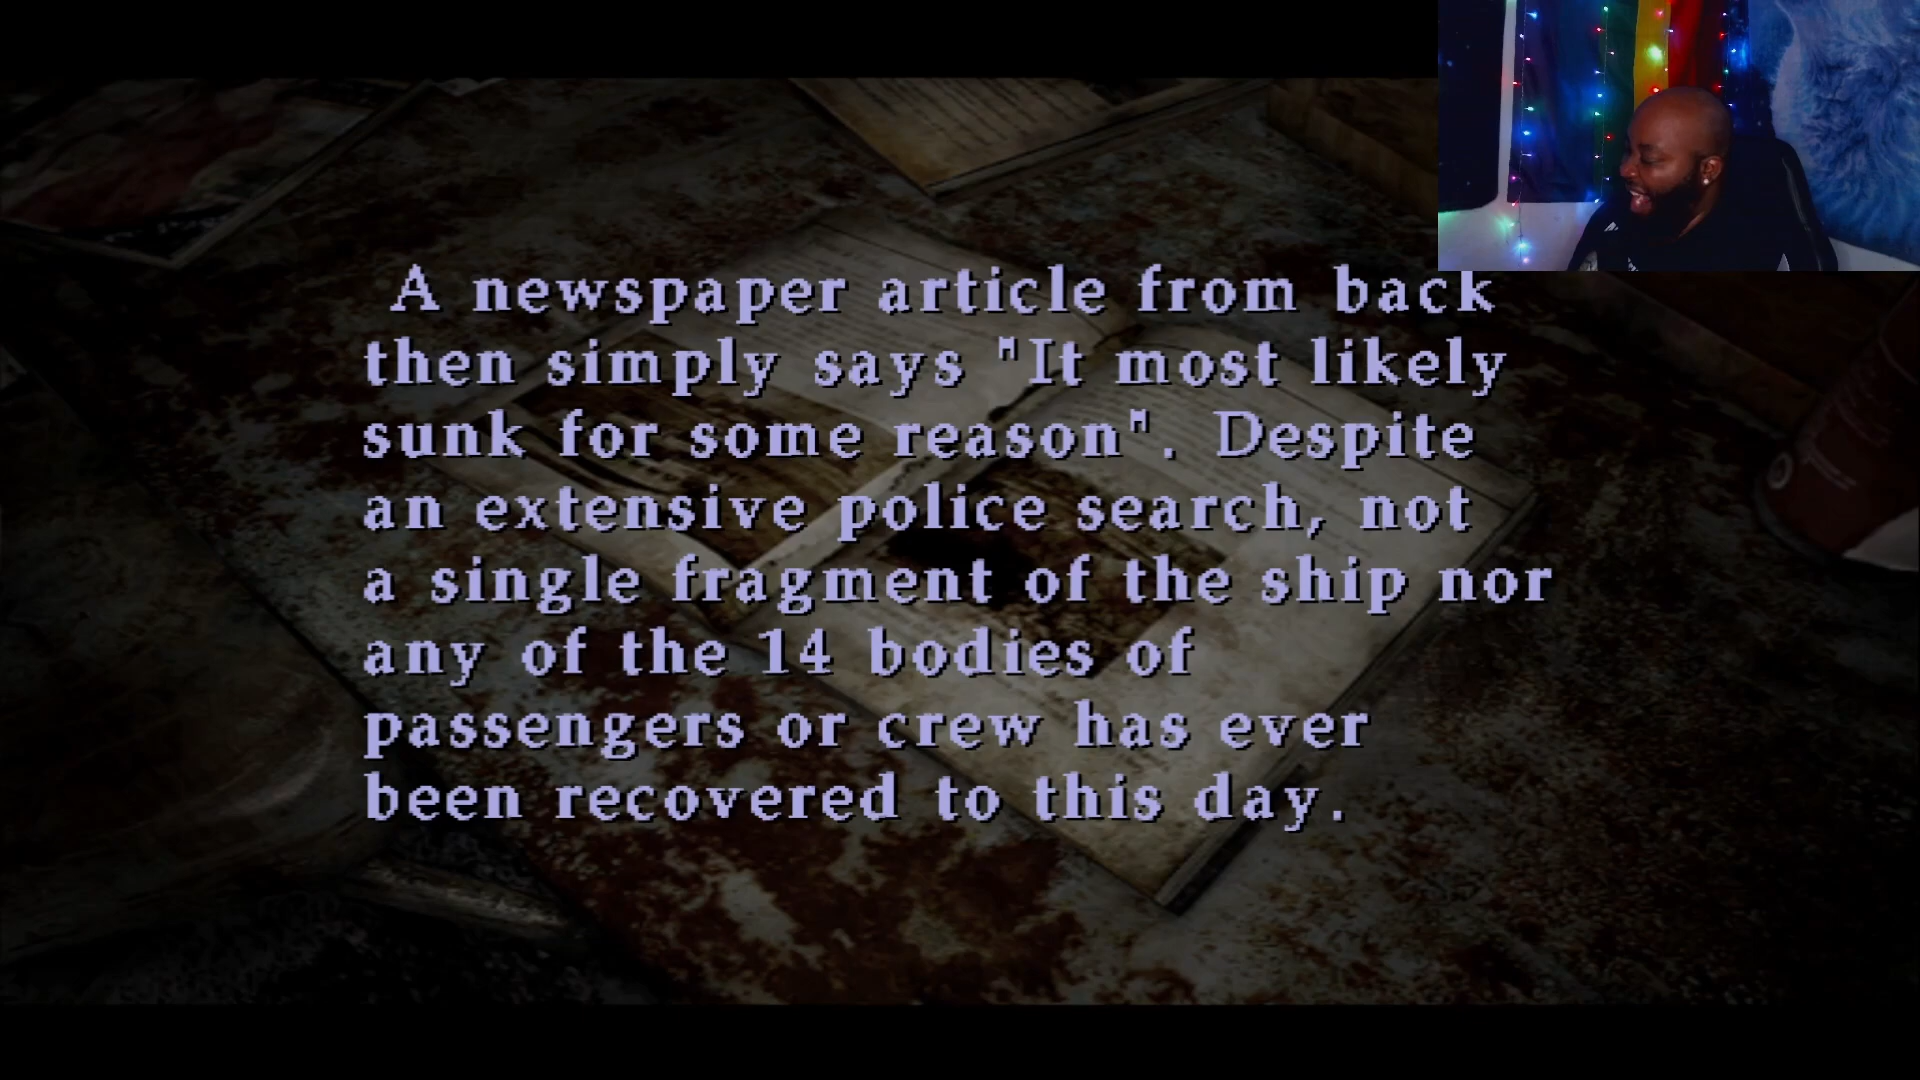 A newspaper article from back
then simply says "It most likely
sunk for some reason". Despite
an extensive police search, not
a single fragment of the ship nor
any of the 14 bodies of
passengers or crew has ever
been recovered to this day.